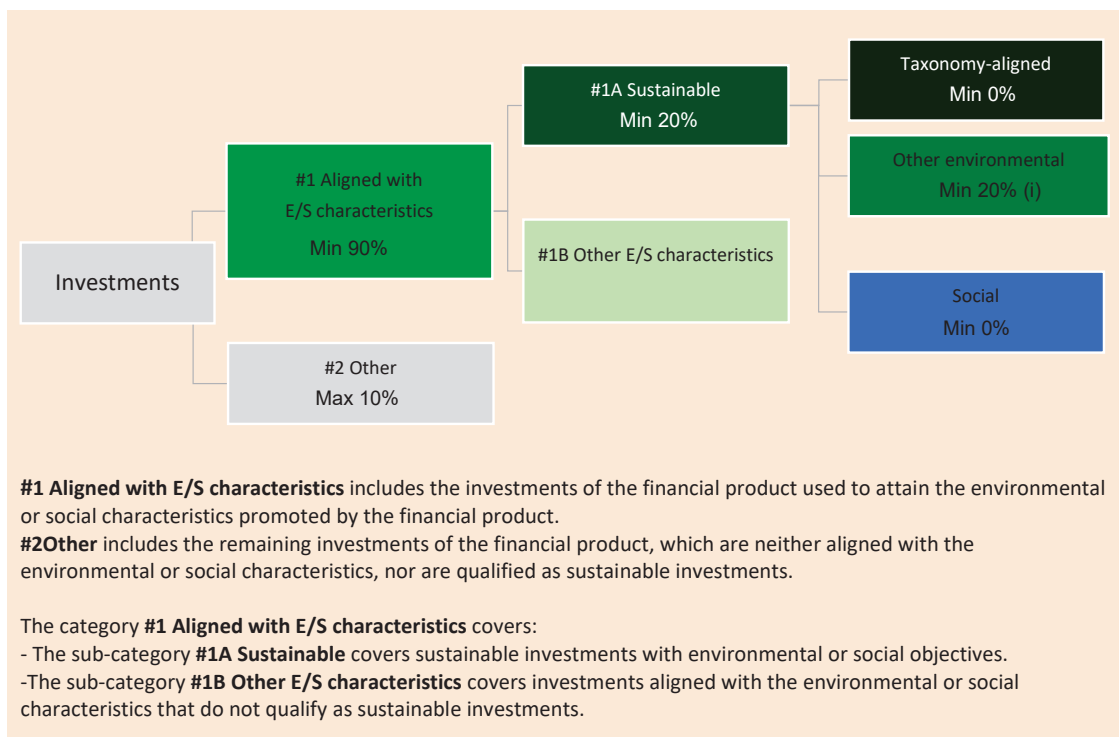 Investments
#1 Aligned with
E/S characteristics
Min 90%
#2 Other
Max 10%
#1A Sustainable
Min 20%
#1B Other E/S characteristics
Taxonomy-aligned
Min 0%
Other environmental
Min 20% (i)
Social
Min 0%
#1 Aligned with E/S characteristics includes the investments of the financial product used to attain the environmental
or social characteristics promoted by the financial product.
#2Other includes the remaining investments of the financial product, which are neither aligned with the
environmental or social characteristics, nor are qualified as sustainable investments.
The category #1 Aligned with E/S characteristics covers:
- The sub-category #1A Sustainable covers sustainable investments with environmental or social objectives.
-The sub-category #1B Other E/S characteristics covers investments aligned with the environmental or social
characteristics that do not qualify as sustainable investments.